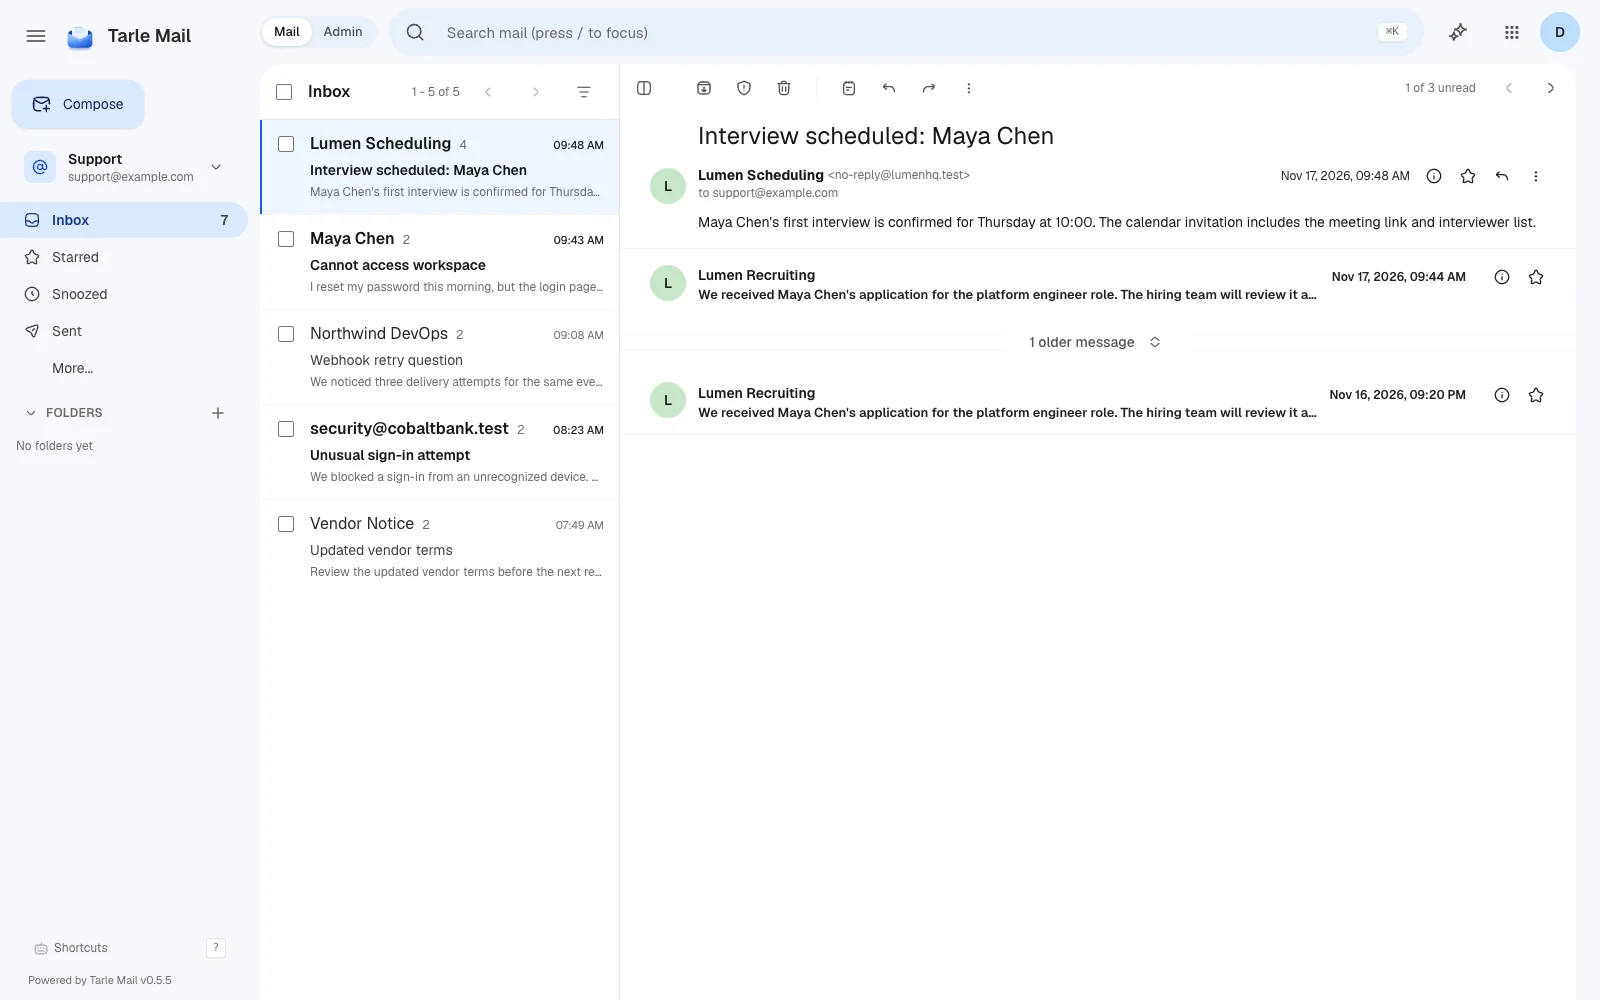 Tarle Mail
Mail
Admin
Search mail (press / to focus)
⌘K
D
Compose
Support
support@example.com
Inbox
7
Starred
Snoozed
Sent
More...
FOLDERS
No folders yet
Shortcuts
?
Powered by Tarle Mail v0.5.5
Inbox
1 - 5 of 5
Lumen Scheduling 4 09:48 AM
Interview scheduled: Maya Chen
Maya Chen's first interview is confirmed for Thursda...
Maya Chen 2 09:43 AM
Cannot access workspace
I reset my password this morning, but the login page...
Northwind DevOps 2 09:08 AM
Webhook retry question
We noticed three delivery attempts for the same eve...
security@cobaltbank.test 2 08:23 AM
Unusual sign-in attempt
We blocked a sign-in from an unrecognized device. ...
Vendor Notice 2 07:49 AM
Updated vendor terms
Review the updated vendor terms before the next re...
1 of 3 unread
Interview scheduled: Maya Chen
L
Lumen Scheduling <no-reply@lumenhq.test> Nov 17, 2026, 09:48 AM
to support@example.com
Maya Chen's first interview is confirmed for Thursday at 10:00. The calendar invitation includes the meeting link and interviewer list.
L
Lumen Recruiting Nov 17, 2026, 09:44 AM
We received Maya Chen's application for the platform engineer role. The hiring team will review it a...
1 older message
L
Lumen Recruiting Nov 16, 2026, 09:20 PM
We received Maya Chen's application for the platform engineer role. The hiring team will review it a...